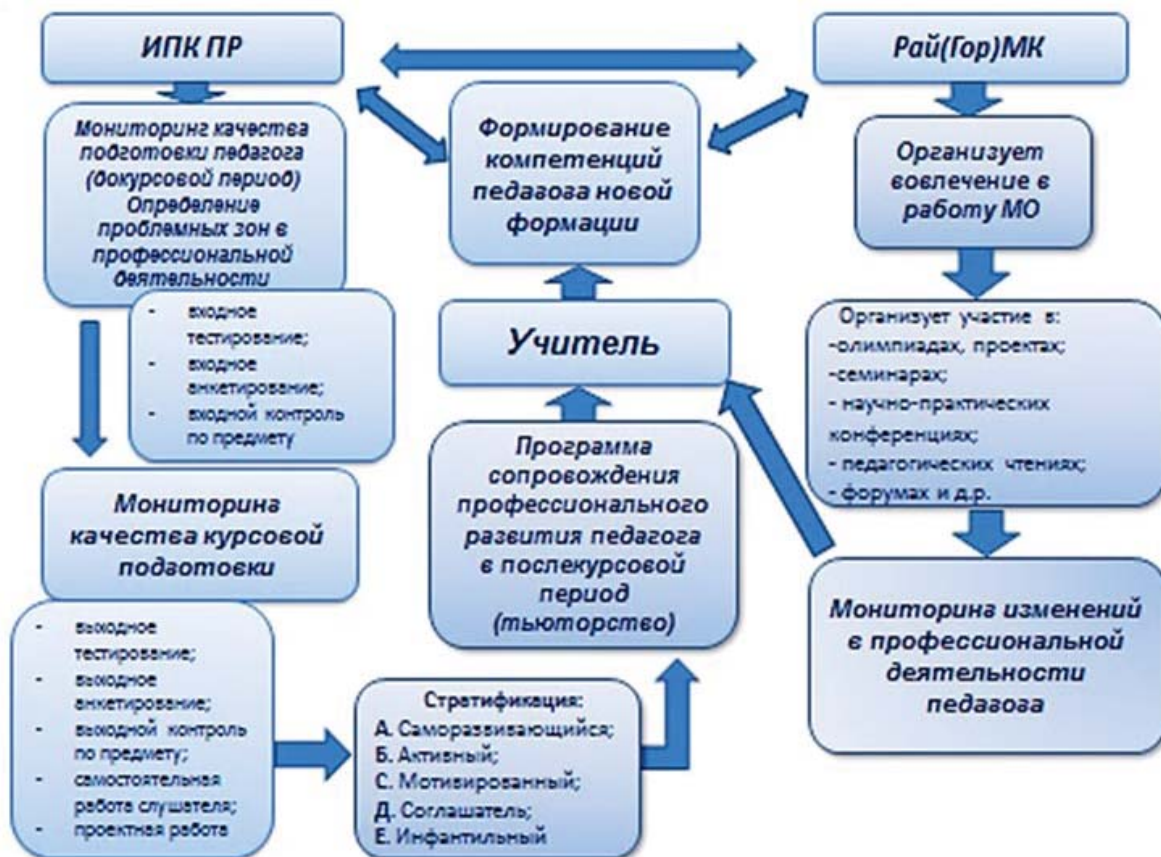 ИПК ПР
Рай(Гор)МК
Мониторинг качества
подготовки педагога
(докурсовой период)
Определение
проблемных зон в
профессиональной
деятельности
- входное
тестирование;
- входное
анкетирование;
- входной контроль
по предмету
Мониторинг
качества курсовой
подготовки
- выходное
тестирование;
- выходное
анкетирование;
- выходной контроль
по предмету;
- самостоятельная
работа слушателя;
- проектная работа
Стратификация:
А. Саморазвивающийся;
Б. Активный;
С. Мотивированный;
Д. Соглашатель;
Е. Инфантильный
Формирование
компетенций
педагога новой
формации
Учитель
Программа
сопровождения
профессионального
развития педагога
в послекурсовой
период
(тьюторство)
Организует
вовлечение в
работу МО
Организует участие в:
-олимпиадах, проектах;
-семинарах;
- научно-практических
конференциях;
- педагогических чтениях;
- форумах и д.р.
Мониторинг изменений
в профессиональной
деятельности
педагога